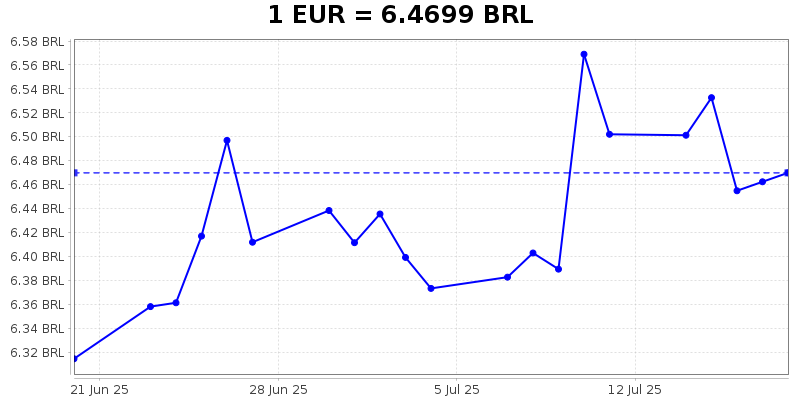 1 EUR = 6.4699 BRL
6.58 BRL
6.56 BRL
6.54 BRL
6.52 BRL
6.50 BRL
6.48 BRL
6.46 BRL
6.44 BRL
6.42 BRL
6.40 BRL
6.38 BRL
6.36 BRL
6.34 BRL
6.32 BRL
21 Jun 25 28 Jun 25 5 Jul 25 12 Jul 25